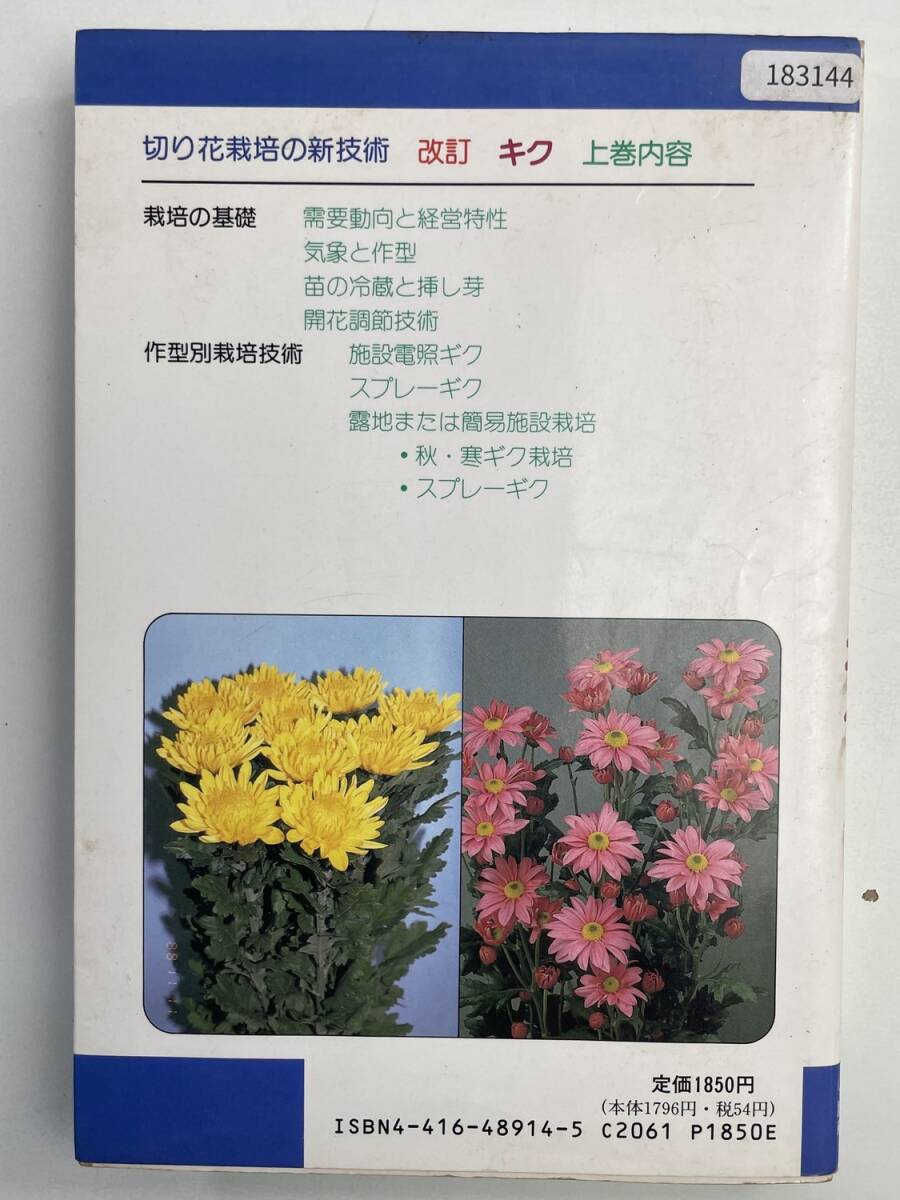 183144
切り花栽培の新技術 改訂 キク 上巻内容
栽培の基礎 需要動向と経営特性
気象と作型
苗の冷蔵と挿し芽
開花調節技術
作型別栽培技術 施設電照ギク
スプレーギク
露地または簡易施設栽培
・秋・寒ギク栽培
・スプレーギク
定価1850円
(本体1796円・税54円)
ISBN4-416-48914-5 C2061 P1850E